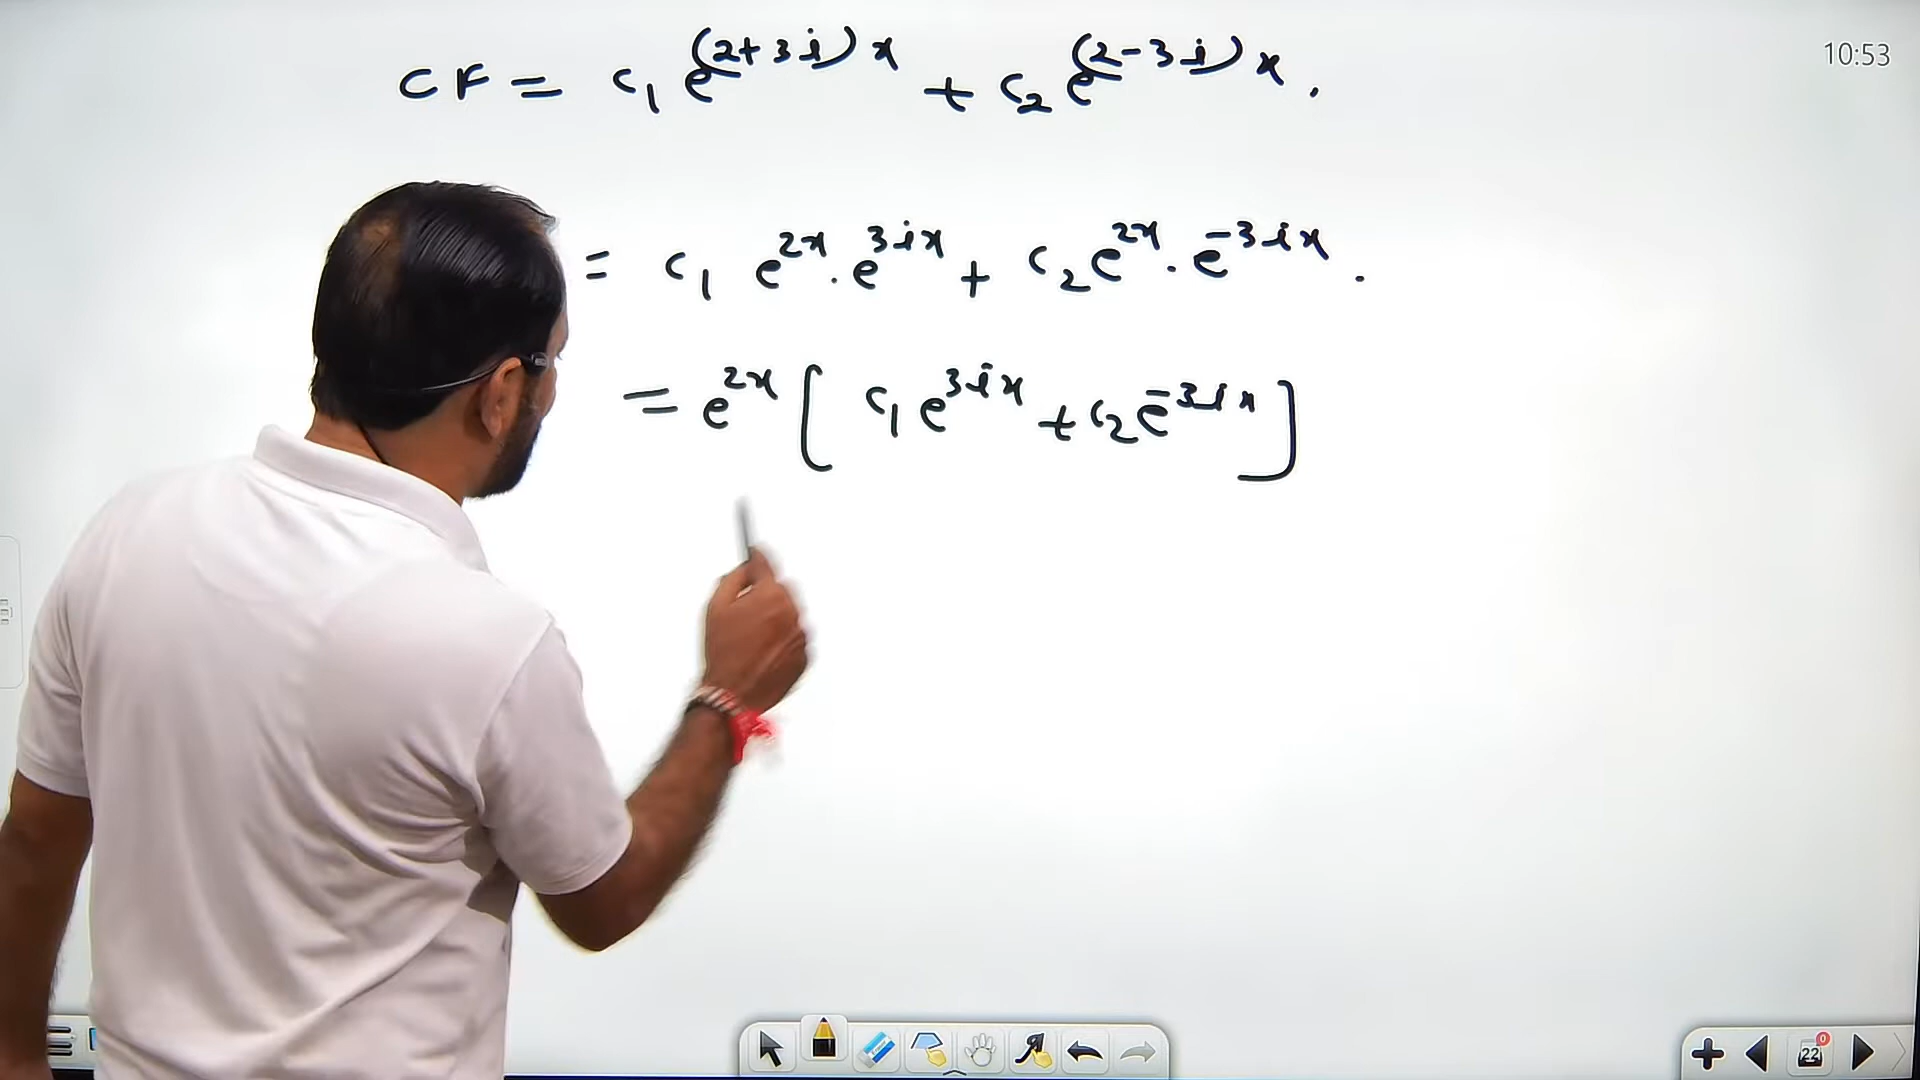 10:53
CF = c₁ e^(2+3i)x + c₂ e^(2-3i)x .
= c₁ e^2x . e^3ix + c₂ e^2x . e^-3ix .
= e^2x [ c₁ e^3ix + c₂ e^-3ix ]
22
0